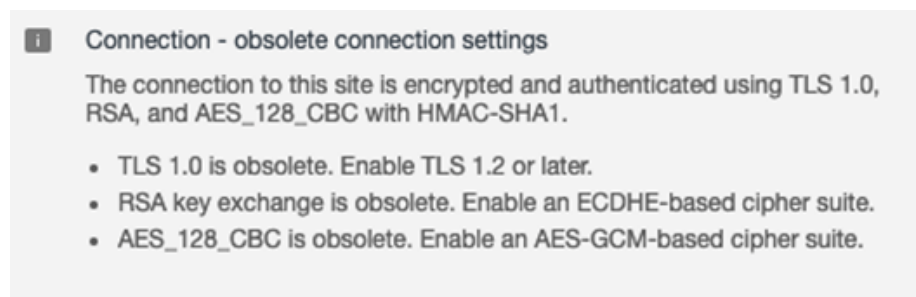 Connection - obsolete connection settings
The connection to this site is encrypted and authenticated using TLS 1.0,
RSA, and AES_128_CBC with HMAC-SHA1.
• TLS 1.0 is obsolete. Enable TLS 1.2 or later.
• RSA key exchange is obsolete. Enable an ECDHE-based cipher suite.
• AES_128_CBC is obsolete. Enable an AES-GCM-based cipher suite.